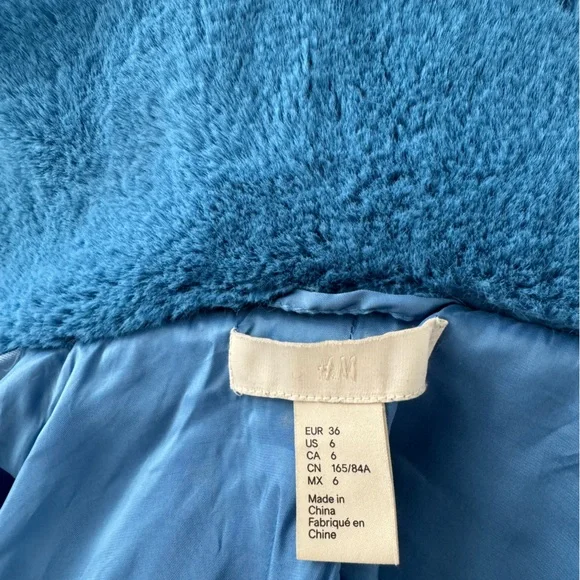 H M
EUR 36
US 6
CA 6
CN 165/84A
MX 6
Made in
China
Fabriqué en
Chine